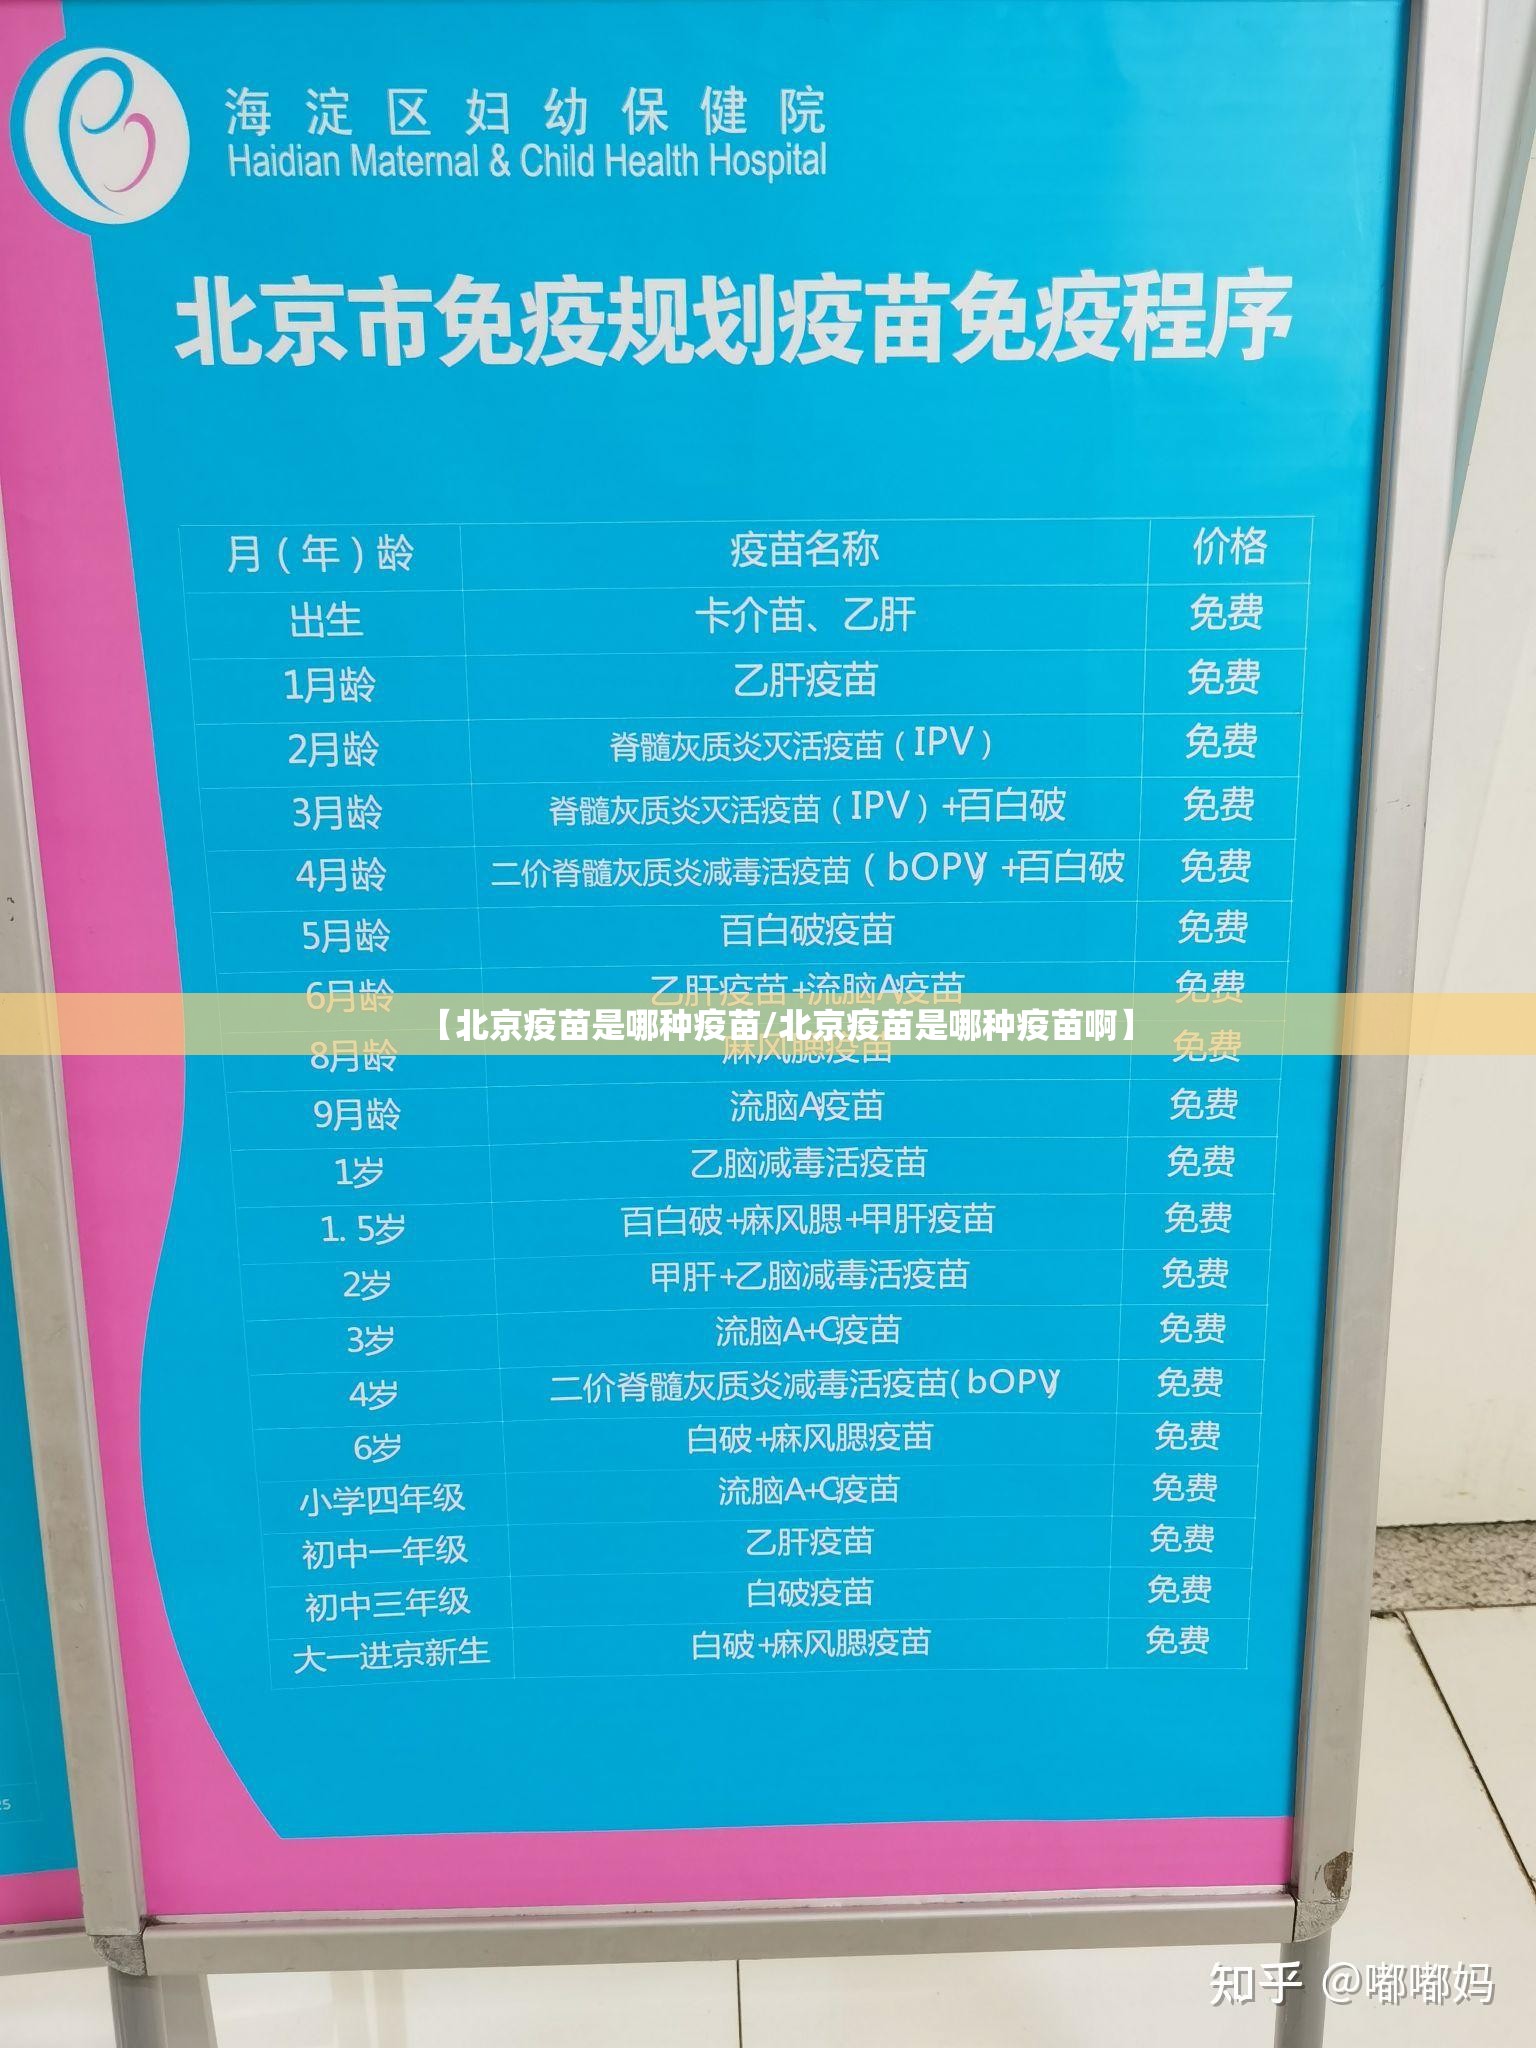 海淀区妇幼保健院
Haidian Maternal & Child Health Hospital
北京市免疫规划疫苗免疫程序
月（年）龄 疫苗名称 价格
出生 卡介苗、乙肝 免费
1月龄 乙肝疫苗 免费
2月龄 脊髓灰质炎灭活疫苗（IPV） 免费
3月龄 脊髓灰质炎灭活疫苗（IPV）+百白破 免费
4月龄 二价脊髓灰质炎减毒活疫苗（bOPV）+百白破 免费
5月龄 百白破疫苗 免费
6月龄 乙肝疫苗+流脑A疫苗 免费
【北京疫苗是哪种疫苗/北京疫苗是哪种疫苗啊】
8月龄 麻风腮疫苗 免费
9月龄 流脑A疫苗 免费
1岁 乙脑减毒活疫苗 免费
1.5岁 百白破+麻风腮+甲肝疫苗 免费
2岁 甲肝+乙脑减毒活疫苗 免费
3岁 流脑A+C疫苗 免费
4岁 二价脊髓灰质炎减毒活疫苗(bOPV) 免费
6岁 白破+麻风腮疫苗 免费
小学四年级 流脑A+C疫苗 免费
初中一年级 乙肝疫苗 免费
初中三年级 白破疫苗 免费
大一进京新生 白破+麻风腮疫苗 免费
25
知乎 @嘟嘟妈